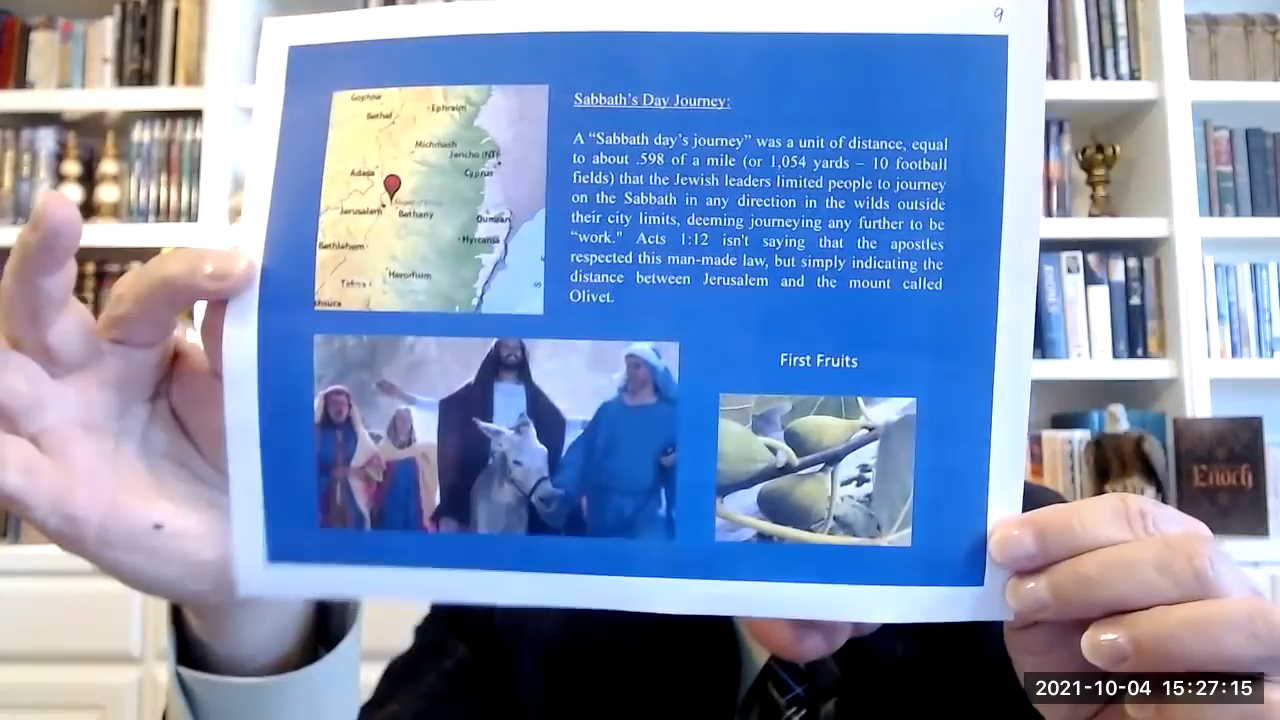 9
Sabbath's Day Journey:
A “Sabbath day's journey” was a unit of distance, equal
to about .598 of a mile (or 1,054 yards – 10 football
fields) that the Jewish leaders limited people to journey
on the Sabbath in any direction in the wilds outside
their city limits, deeming journeying any further to be
“work." Acts 1:12 isn't saying that the apostles
respected this man-made law, but simply indicating the
distance between Jerusalem and the mount called
Olivet.
Gophna
Bethel
Ephraim
Michmash
Jericho (NT)
Cyprus
Adasa
Jerusalem
Bethany
Qumran
Bethlehem
Hyrcania
Herodium
Tekoa
First Fruits
Enoch
2021-10-04 15:27:15